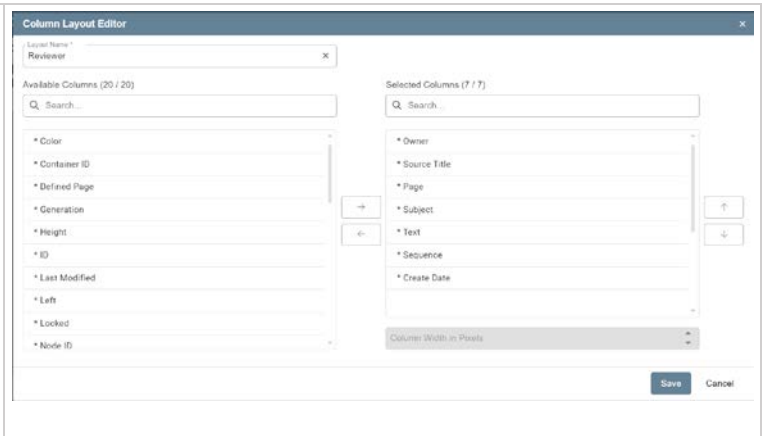 Column Layout Editor ×
Layout Name *
Reviewer ×
Available Columns (20 / 20)
Search...
* Color
* Container ID
* Defined Page
* Generation
* Height
* ID
* Last Modified
* Left
* Locked
* Node ID
Selected Columns (7 / 7)
Search...
* Owner
* Source Title
* Page
* Subject
* Text
* Sequence
* Create Date
Column Width in Pixels
Save Cancel